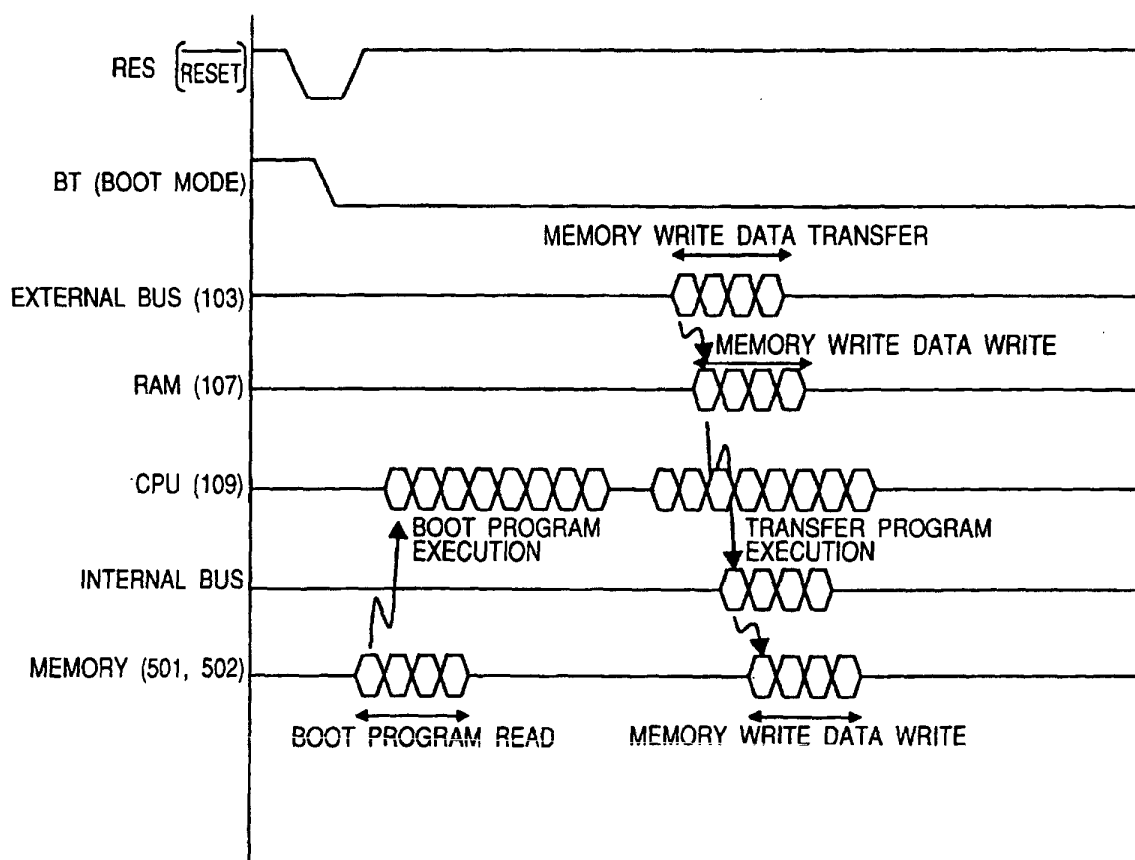 RES [RESET]
BT (BOOT MODE)
MEMORY WRITE DATA TRANSFER
EXTERNAL BUS (103)
MEMORY WRITE DATA WRITE
RAM (107)
CPU (109)
BOOT PROGRAM
EXECUTION
TRANSFER PROGRAM
EXECUTION
INTERNAL BUS
MEMORY (501, 502)
BOOT PROGRAM READ
MEMORY WRITE DATA WRITE